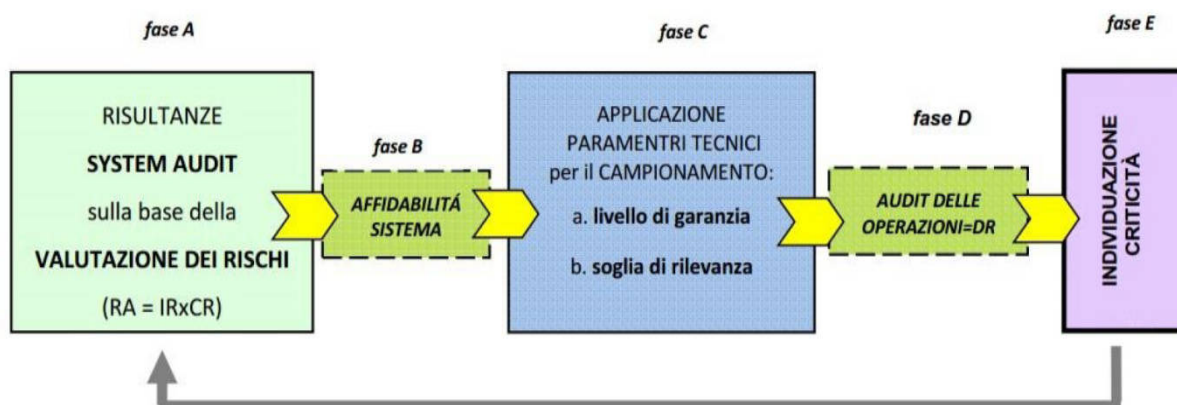 fase A
RISULTANZE
SYSTEM AUDIT
sulla base della
VALUTAZIONE DEI RISCHI
(RA = IRxCR)
fase B
AFFIDABILITÁ
SISTEMA
fase C
APPLICAZIONE
PARAMENTRI TECNICI
per il CAMPIONAMENTO:
a. livello di garanzia
b. soglia di rilevanza
fase D
AUDIT DELLE
OPERAZIONI=DR
fase E
INDIVIDUAZIONE
CRITICITÀ